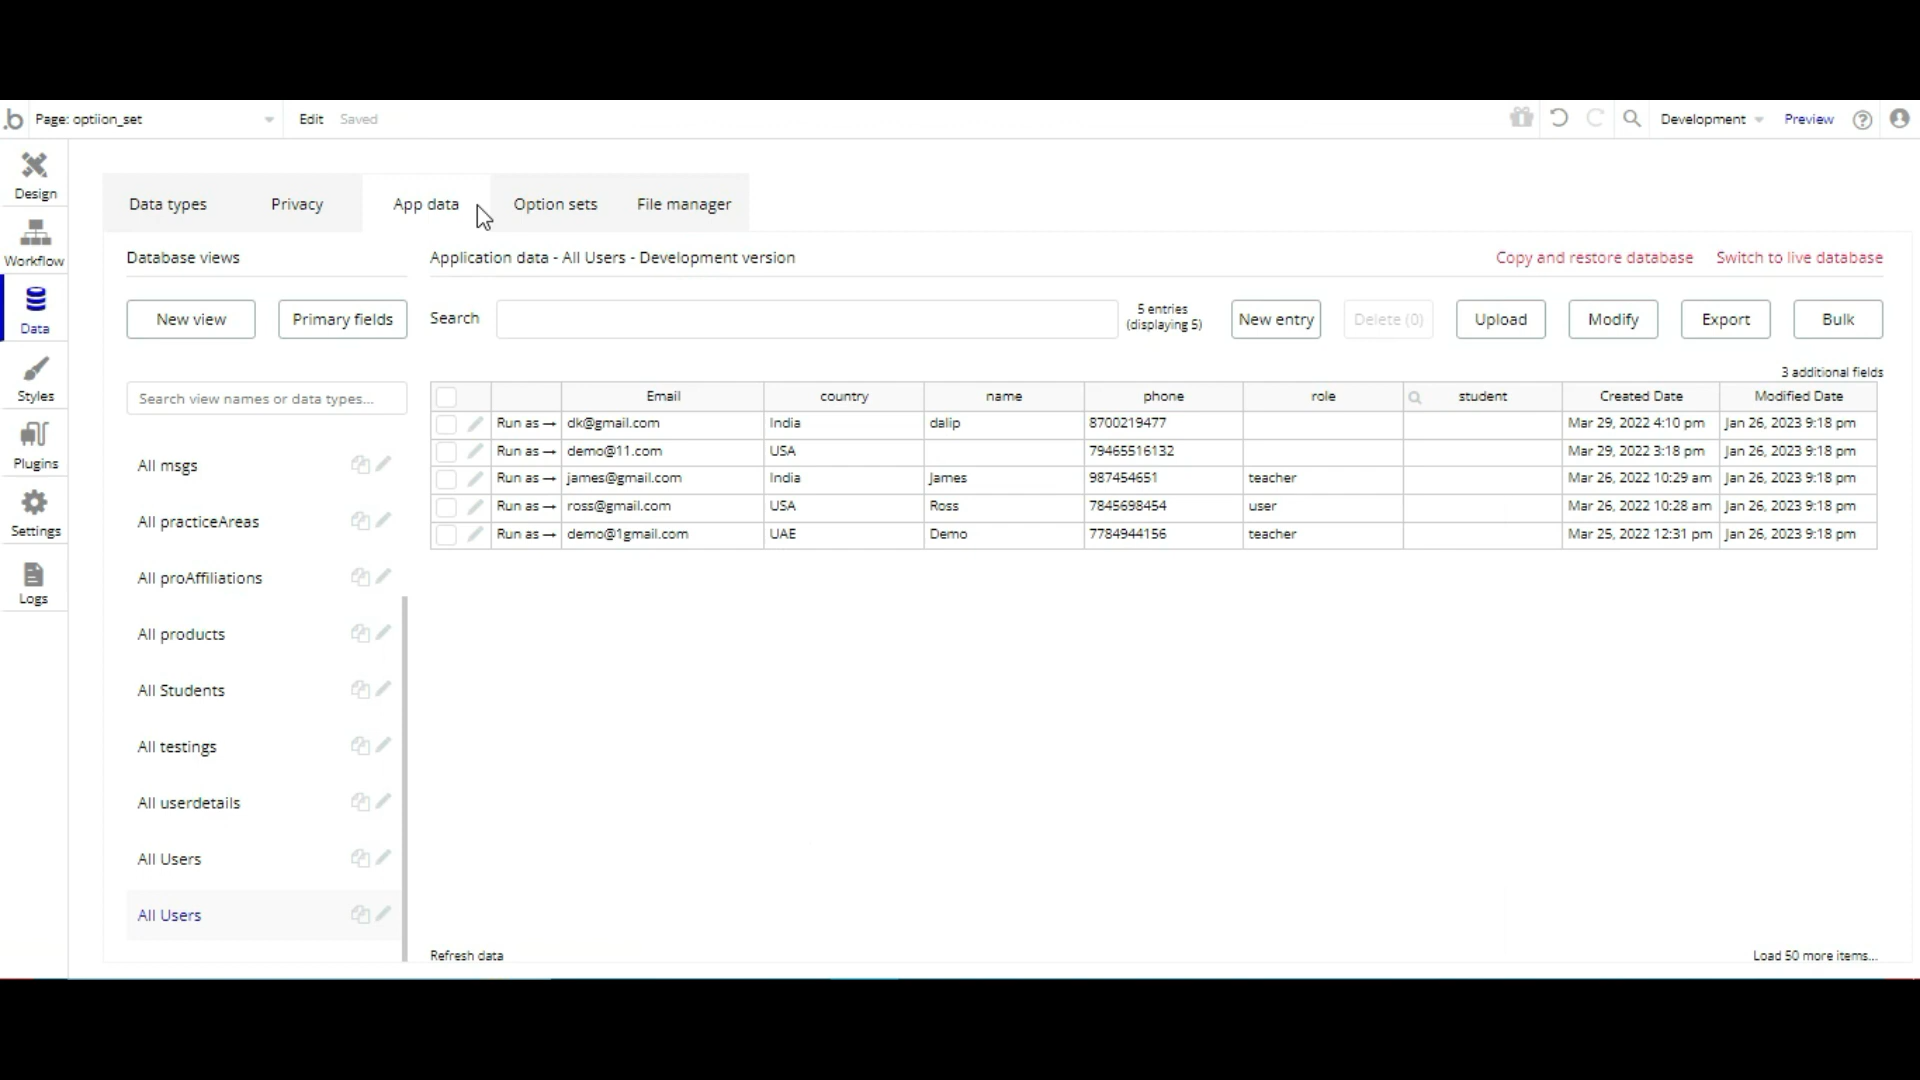 .b Page: optiion_set Edit Saved Development Preview ?
Design
Workflow
Data
Styles
Plugins
Settings
Logs
Data types Privacy App data Option sets File manager
Database views
New view Primary fields
Search view names or data types...
All msgs
All practiceAreas
All proAffiliations
All products
All Students
All testings
All userdetails
All Users
All Users
Application data - All Users - Development version Copy and restore database Switch to live database
Search 5 entries
(displaying 5)
New entry Delete (0) Upload Modify Export Bulk
3 additional fields
Email country name phone role student Created Date Modified Date
Run as → dk@gmail.com India dalip 8700219477 Mar 29, 2022 4:10 pm Jan 26, 2023 9:18 pm
Run as → demo@11.com USA 79465516132 Mar 29, 2022 3:18 pm Jan 26, 2023 9:18 pm
Run as → james@gmail.com India James 987454651 teacher Mar 26, 2022 10:29 am Jan 26, 2023 9:18 pm
Run as → ross@gmail.com USA Ross 7845698454 user Mar 26, 2022 10:28 am Jan 26, 2023 9:18 pm
Run as → demo@1gmail.com UAE Demo 7784944156 teacher Mar 25, 2022 12:31 pm Jan 26, 2023 9:18 pm
Refresh data Load 50 more items...